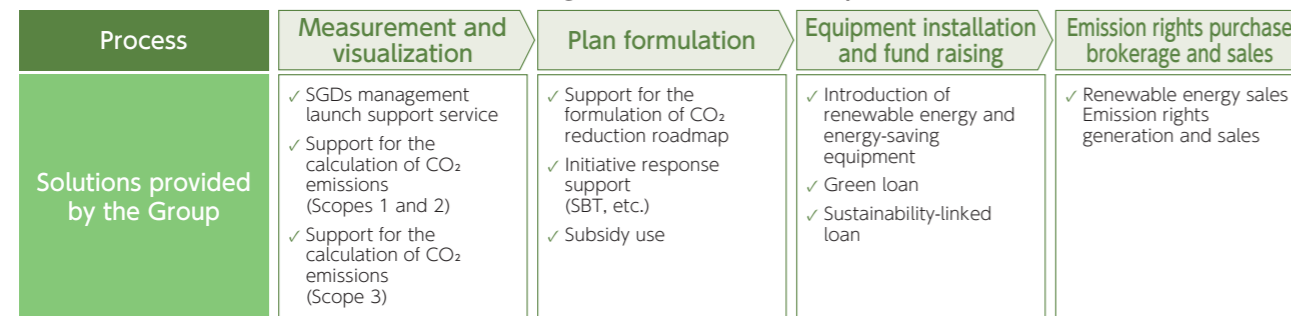 Process
Measurement and
visualization
Plan formulation
Equipment installation
and fund raising
Emission rights purchase
brokerage and sales
Solutions provided
by the Group
✓ SGDs management
launch support service
✓ Support for the
calculation of CO₂
emissions
(Scopes 1 and 2)
✓ Support for the
calculation of CO₂
emissions
(Scope 3)
✓ Support for the
formulation of CO₂
reduction roadmap
✓ Initiative response
support
(SBT, etc.)
✓ Subsidy use
✓ Introduction of
renewable energy and
energy-saving
equipment
✓ Green loan
✓ Sustainability-linked
loan
✓ Renewable energy sales
Emission rights
generation and sales